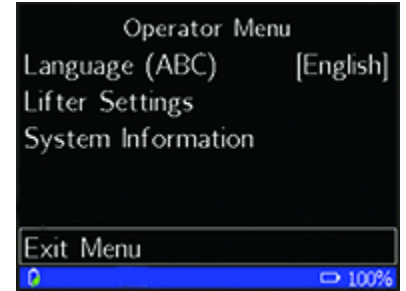 Operator Menu
Language (ABC) [English]
Lifter Settings
System Information
Exit Menu
100%